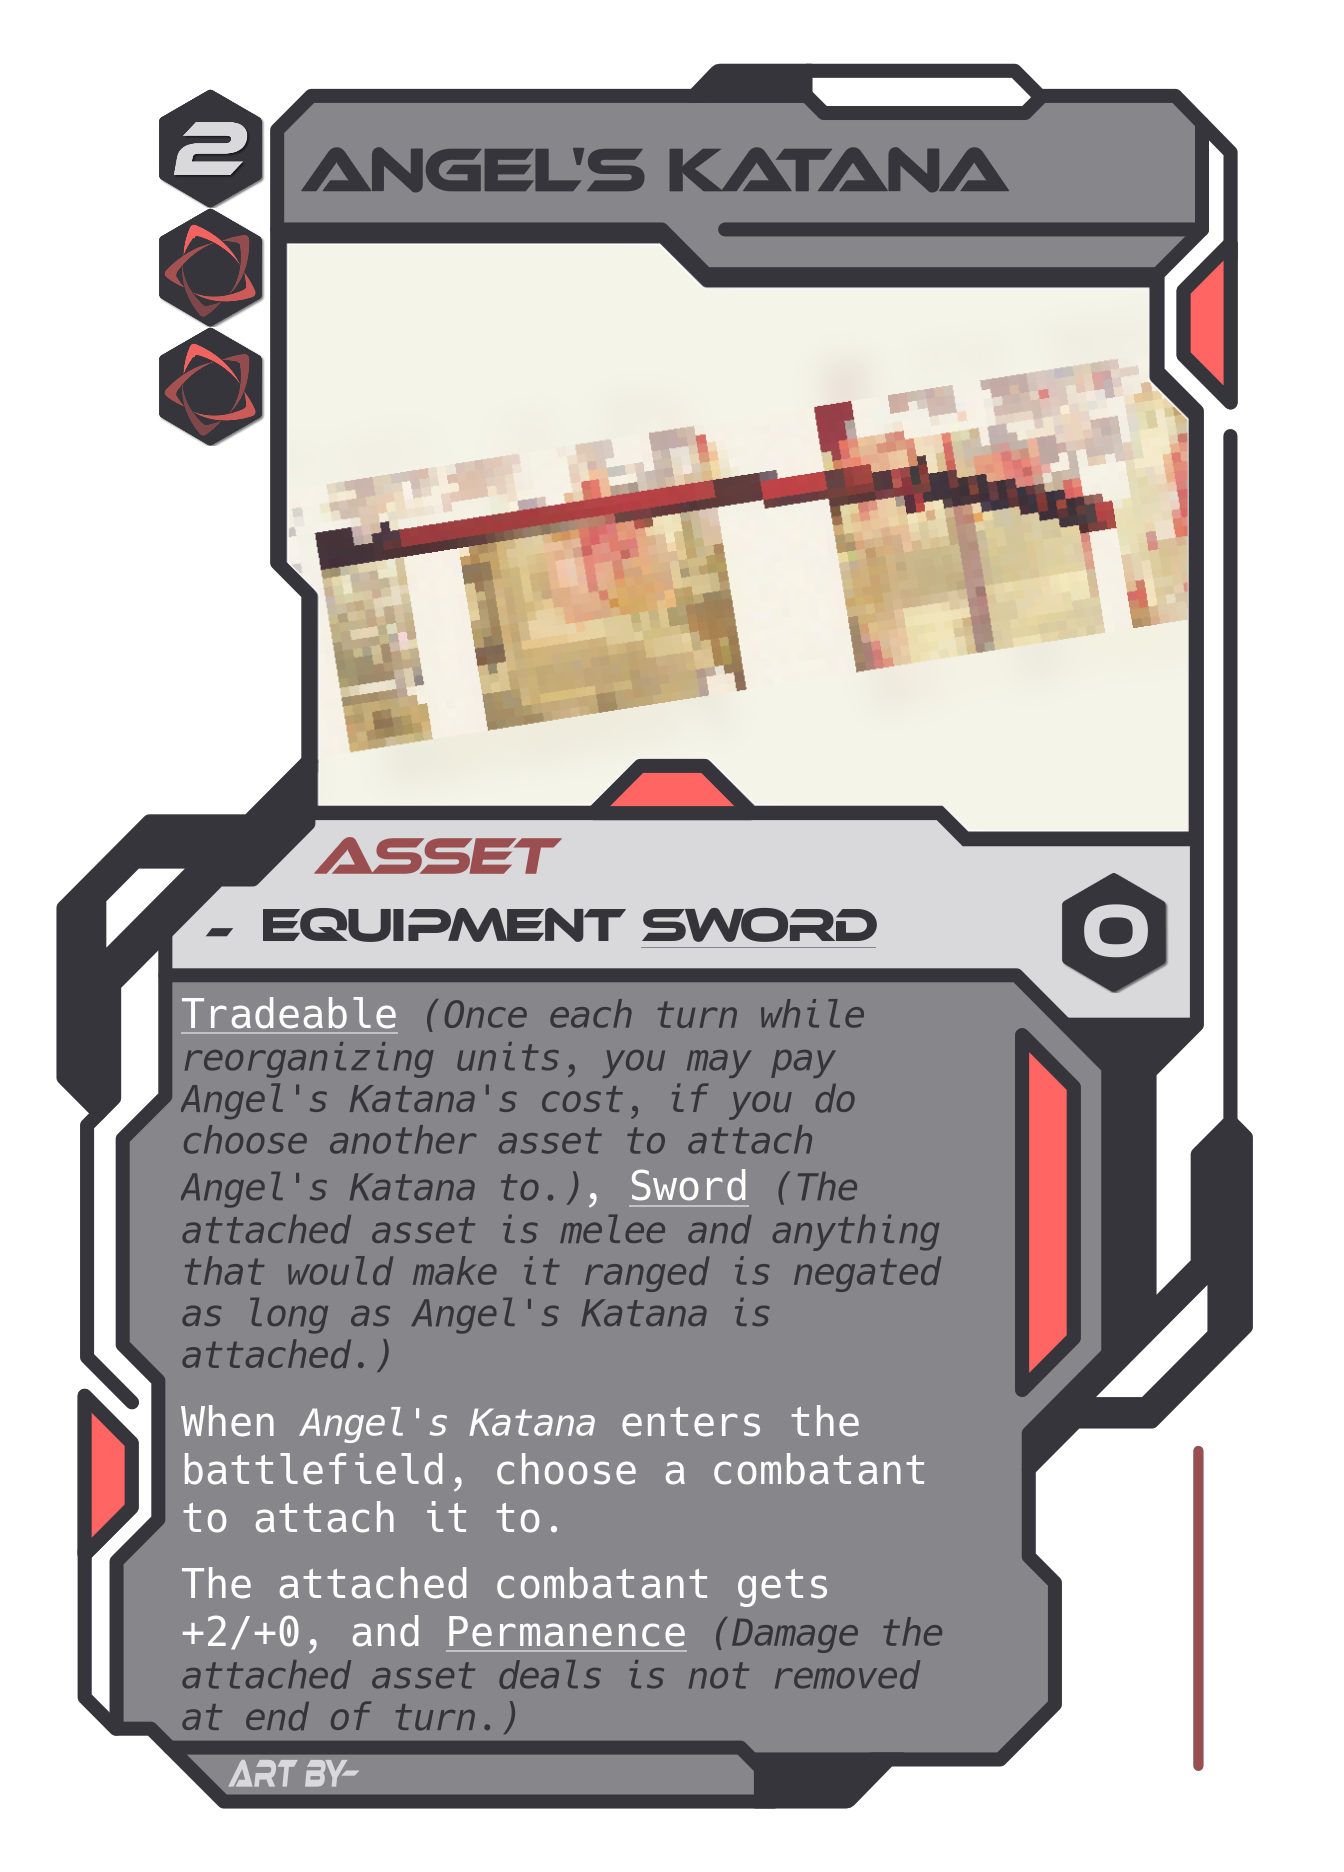 2
ANGEL'S KATANA
ASSET
- EQUIPMENT SWORD
0
Tradeable (Once each turn while
reorganizing units, you may pay
Angel's Katana's cost, if you do
choose another asset to attach
Angel's Katana to.), Sword (The
attached asset is melee and anything
that would make it ranged is negated
as long as Angel's Katana is
attached.)
When Angel's Katana enters the
battlefield, choose a combatant
to attach it to.
The attached combatant gets
+2/+0, and Permanence (Damage the
attached asset deals is not removed
at end of turn.)
ART BY-